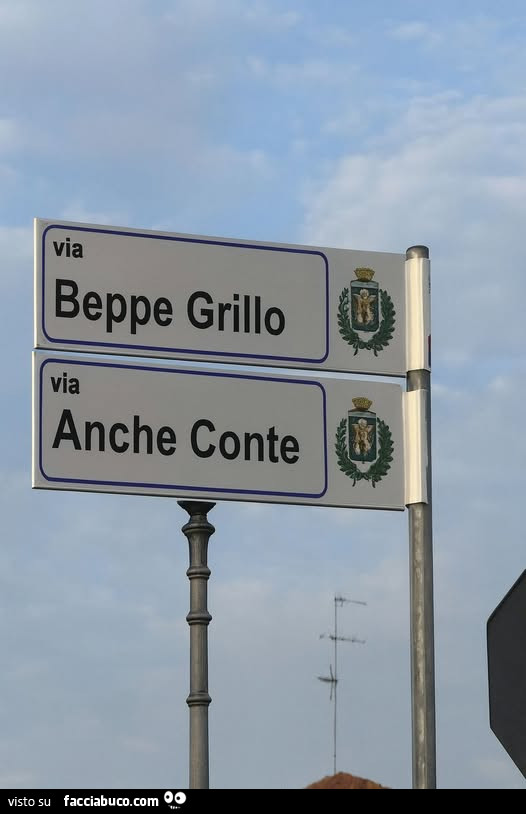 via
Beppe Grillo
via
Anche Conte
visto su facciabuco.com